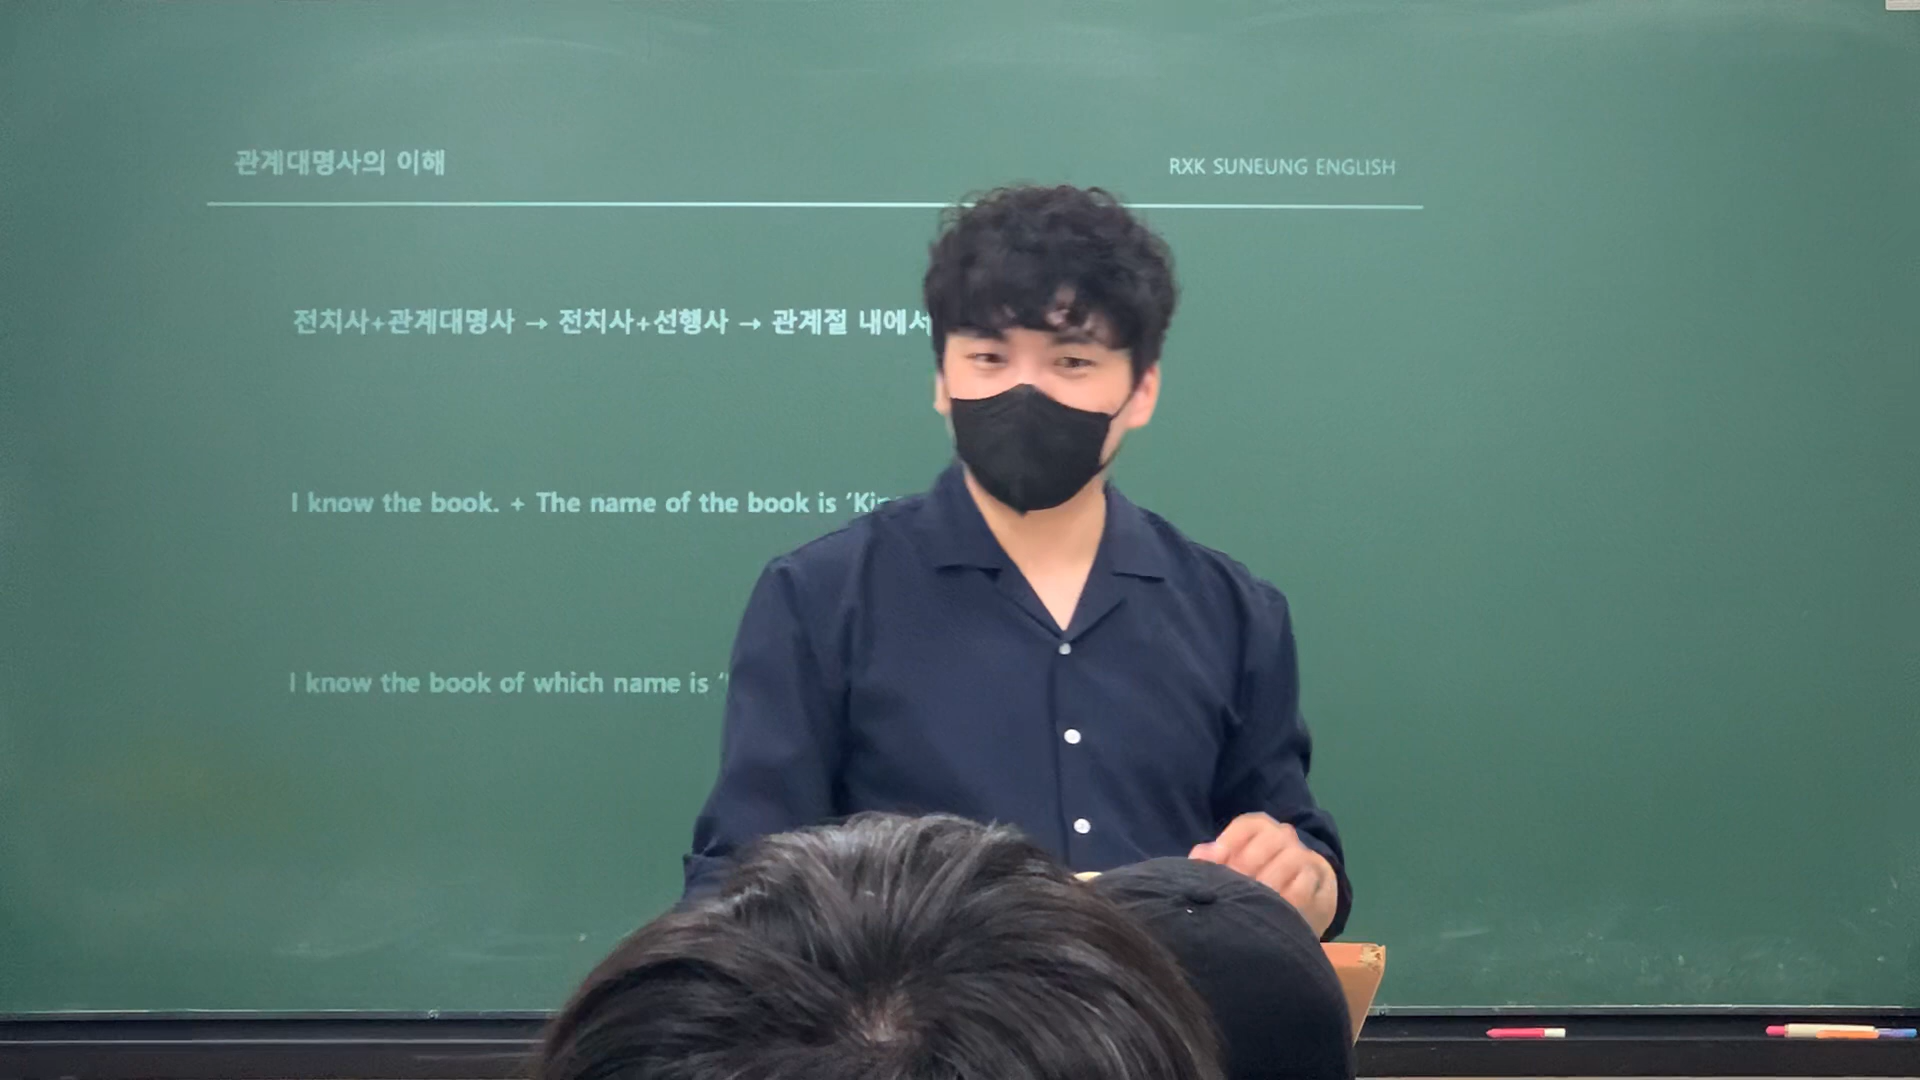 관계대명사의 이해
RXK SUNEUNG ENGLISH
전치사+관계대명사 → 전치사+선행사 → 관계절 내에서
I know the book. + The name of the book is ‘
I know the book of which name is ‘